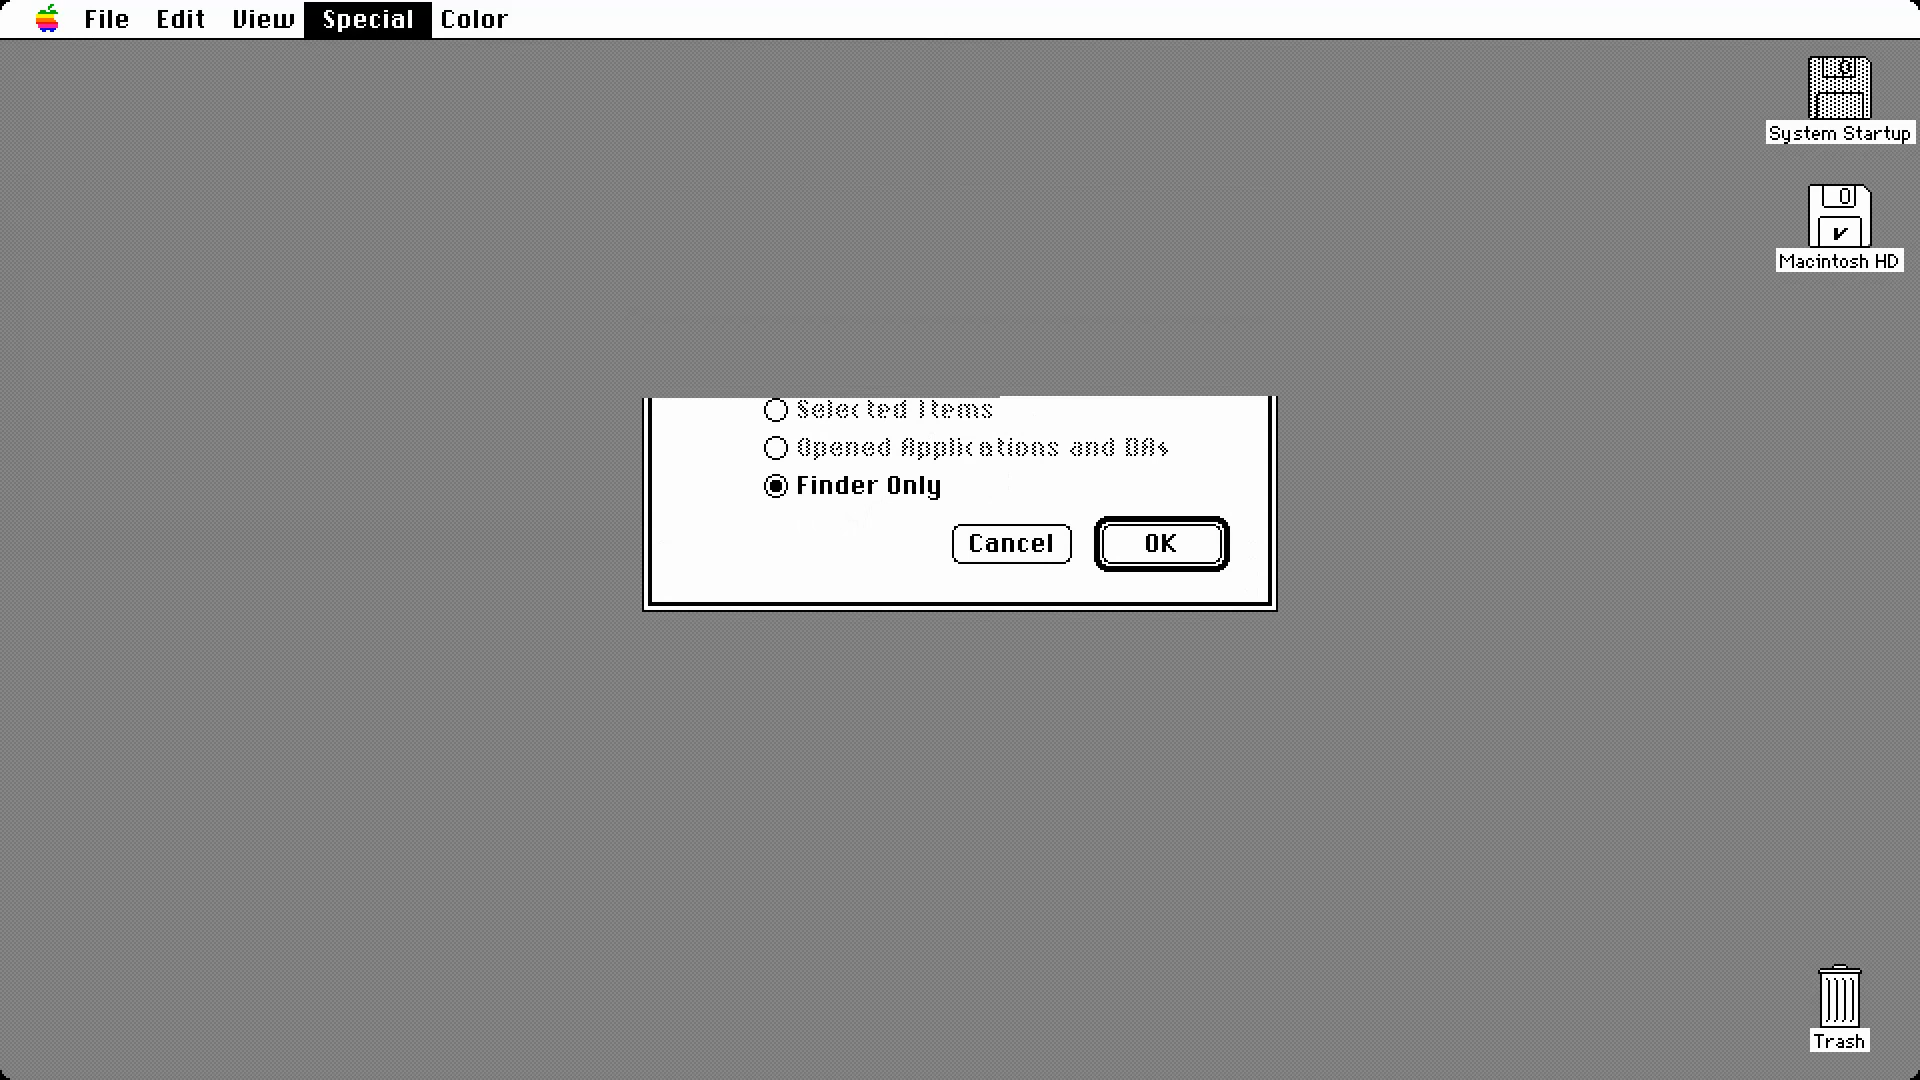 File Edit View Special Color
System Startup
Macintosh HD
Selected Items
Opened Applications and DAs
Finder Only
Cancel OK
Trash